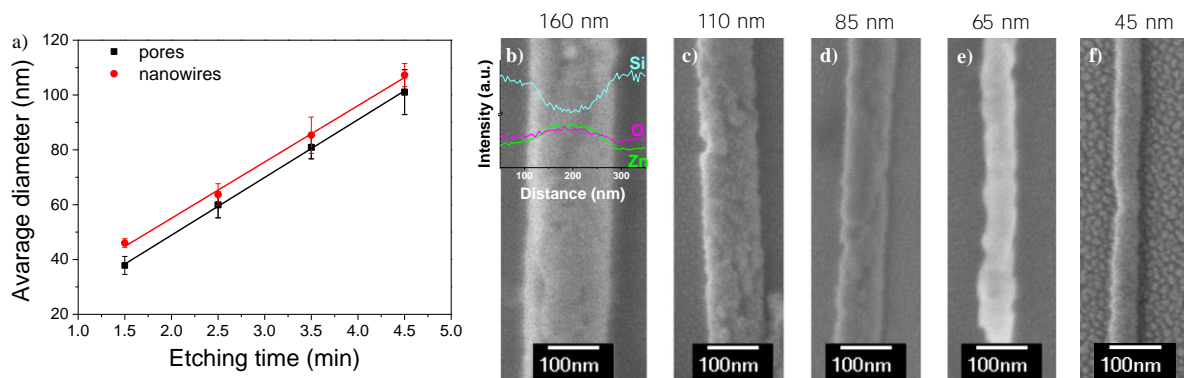 a)
pores
nanowires
120
100
80
60
40
20
1.0 1.5 2.0 2.5 3.0 3.5 4.0 4.5 5.0
Avarage diameter (nm)
Etching time (min)
160 nm
b)
Si
O
Zn
Intensity (a.u.)
100 200 300
Distance (nm)
100nm
110 nm
c)
100nm
85 nm
d)
100nm
65 nm
e)
100nm
45 nm
f)
100nm